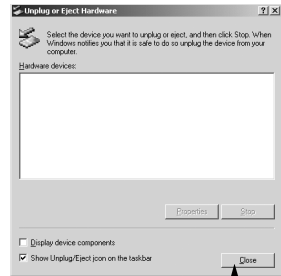 Unplug or Eject Hardware
Select the device you want to unplug or eject, and then click Stop. When
Windows notifies you that it is safe to do so unplug the device from your
computer.
Hardware devices:
Properties Stop
Display device components
Show Unplug/Eject icon on the taskbar
Close